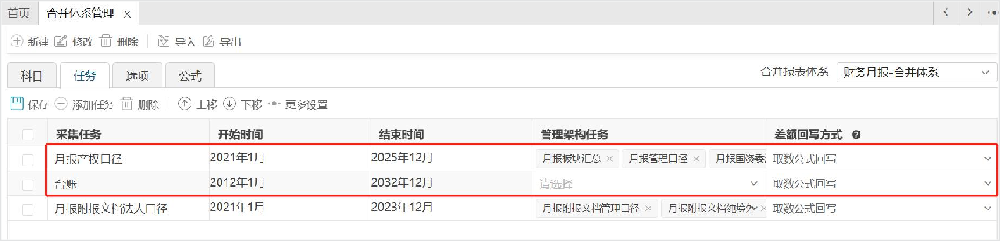 首页 合并体系管理 ×
新建 修改 删除 导入 导出
科目 任务 选项 公式 合并报表体系 财务月报-合并体系
保存 添加任务 删除 上移 下移 更多设置
采集任务 开始时间 结束时间 管理架构任务 差额回写方式
月报产权口径 2021年1月 2025年12月 月报板块汇总 × 月报管理口径 × 月报国资委 取数公式回写
台账 2012年1月 2032年12月 请选择 取数公式回写
月报附报文档法人口径 2021年1月 2023年12月 月报附报文档管理口径 × 月报附报文档纯境外 × 取数公式回写